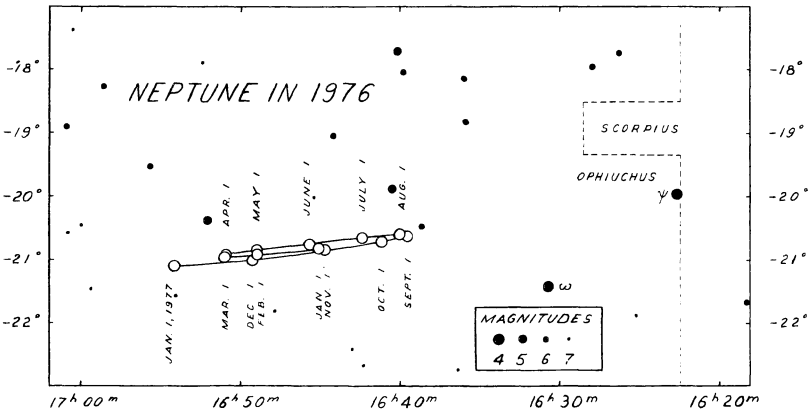 NEPTUNE IN 1976
-18° -18°
-19° -19°
-20° -20°
-21° -21°
-22° -22°
SCORPIUS
OPHIUCHUS
ψ
ω
APR. 1
MAY 1
JUNE 1
JULY 1
AUG. 1
JAN. 1, 1977
MAR. 1
DEC 1
FEB. 1
JAN. 1
NOV. 1
OCT. 1
SEPT. 1
MAGNITUDES
4 5 6 7
17h 00m 16h 50m 16h 40m 16h 30m 16h 20m